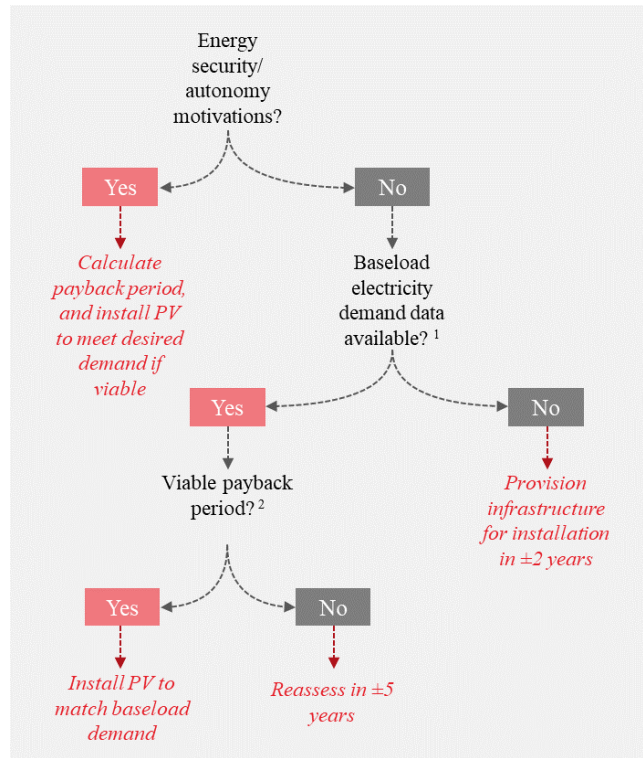 Energy
security/
autonomy
motivations?
Yes
No
Calculate
payback period,
and install PV
to meet desired
demand if
viable
Baseload
electricity
demand data
available? 1
Yes
No
Viable payback
period? 2
Provision
infrastructure
for installation
in ±2 years
Yes
No
Install PV to
match baseload
demand
Reassess in ±5
years